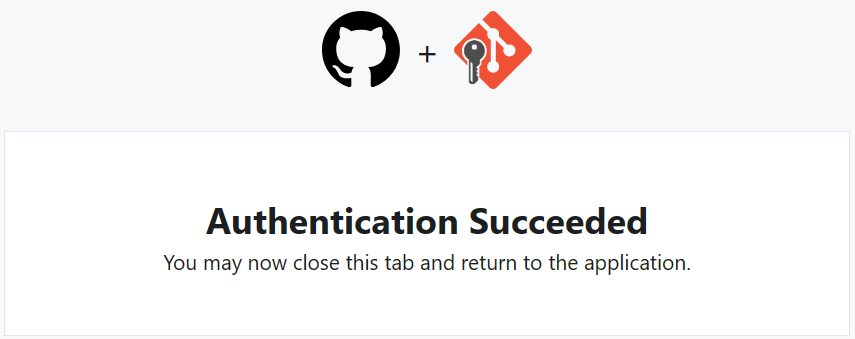 +
Authentication Succeeded
You may now close this tab and return to the application.